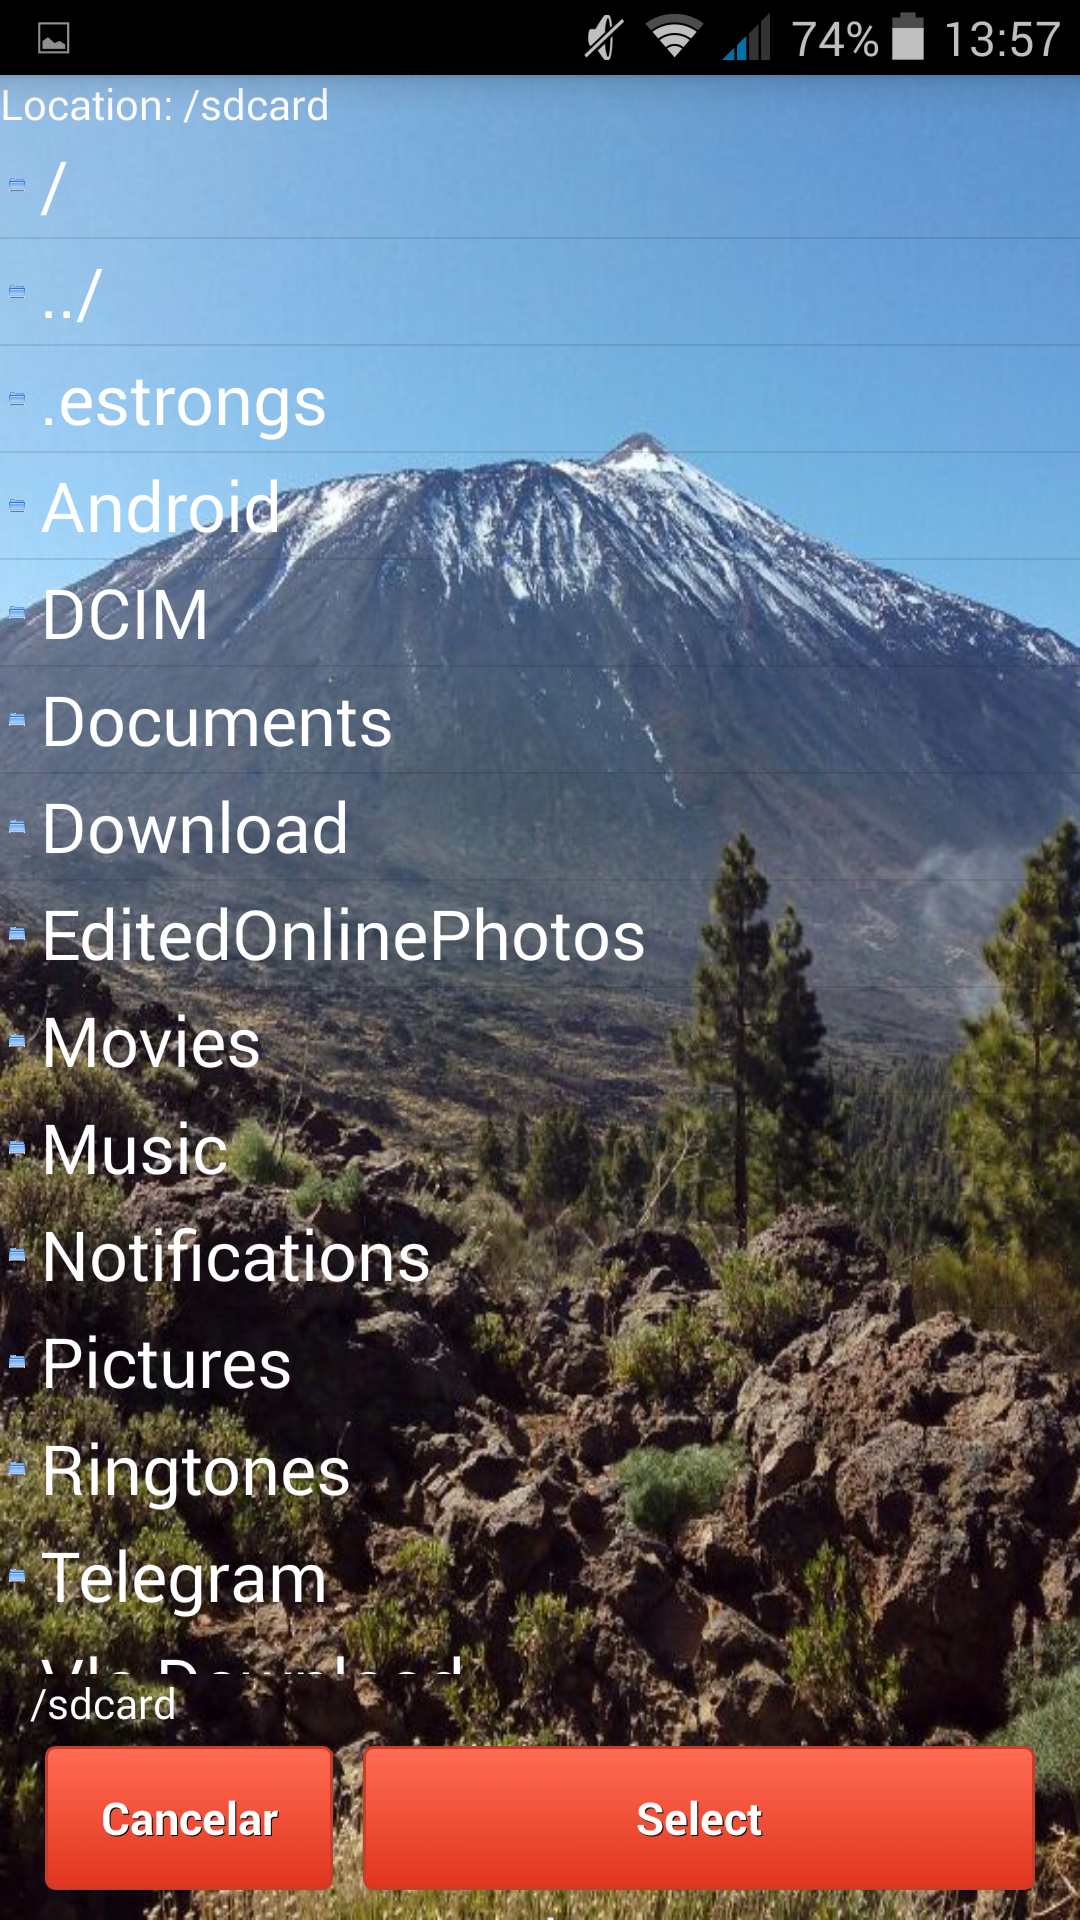 74% 13:57
Location: /sdcard
/
../
.estrongs
Android
DCIM
Documents
Download
EditedOnlinePhotos
Movies
Music
Notifications
Pictures
Ringtones
Telegram
/sdcard
Cancelar Select